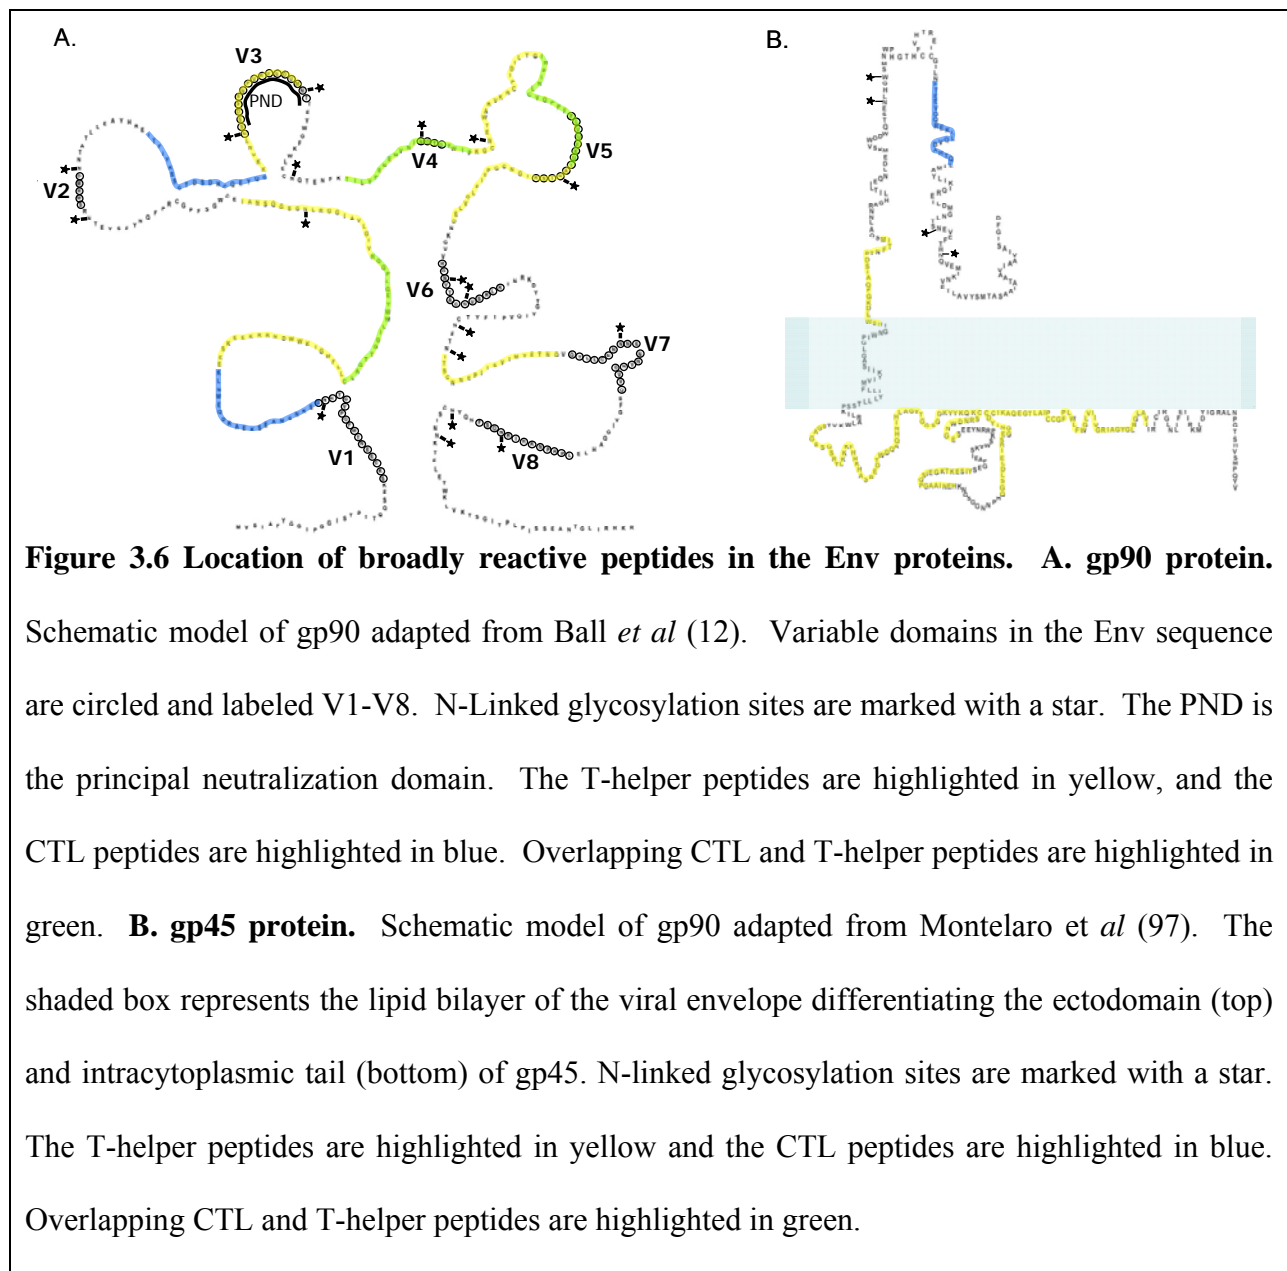 A.
B.
V3
PND
V4
V5
V2
V6
V7
V1
V8
Figure 3.6 Location of broadly reactive peptides in the Env proteins. A. gp90 protein.
Schematic model of gp90 adapted from Ball et al (12). Variable domains in the Env sequence
are circled and labeled V1-V8. N-Linked glycosylation sites are marked with a star. The PND is
the principal neutralization domain. The T-helper peptides are highlighted in yellow, and the
CTL peptides are highlighted in blue. Overlapping CTL and T-helper peptides are highlighted in
green. B. gp45 protein. Schematic model of gp90 adapted from Montelaro et al (97). The
shaded box represents the lipid bilayer of the viral envelope differentiating the ectodomain (top)
and intracytoplasmic tail (bottom) of gp45. N-linked glycosylation sites are marked with a star.
The T-helper peptides are highlighted in yellow and the CTL peptides are highlighted in blue.
Overlapping CTL and T-helper peptides are highlighted in green.